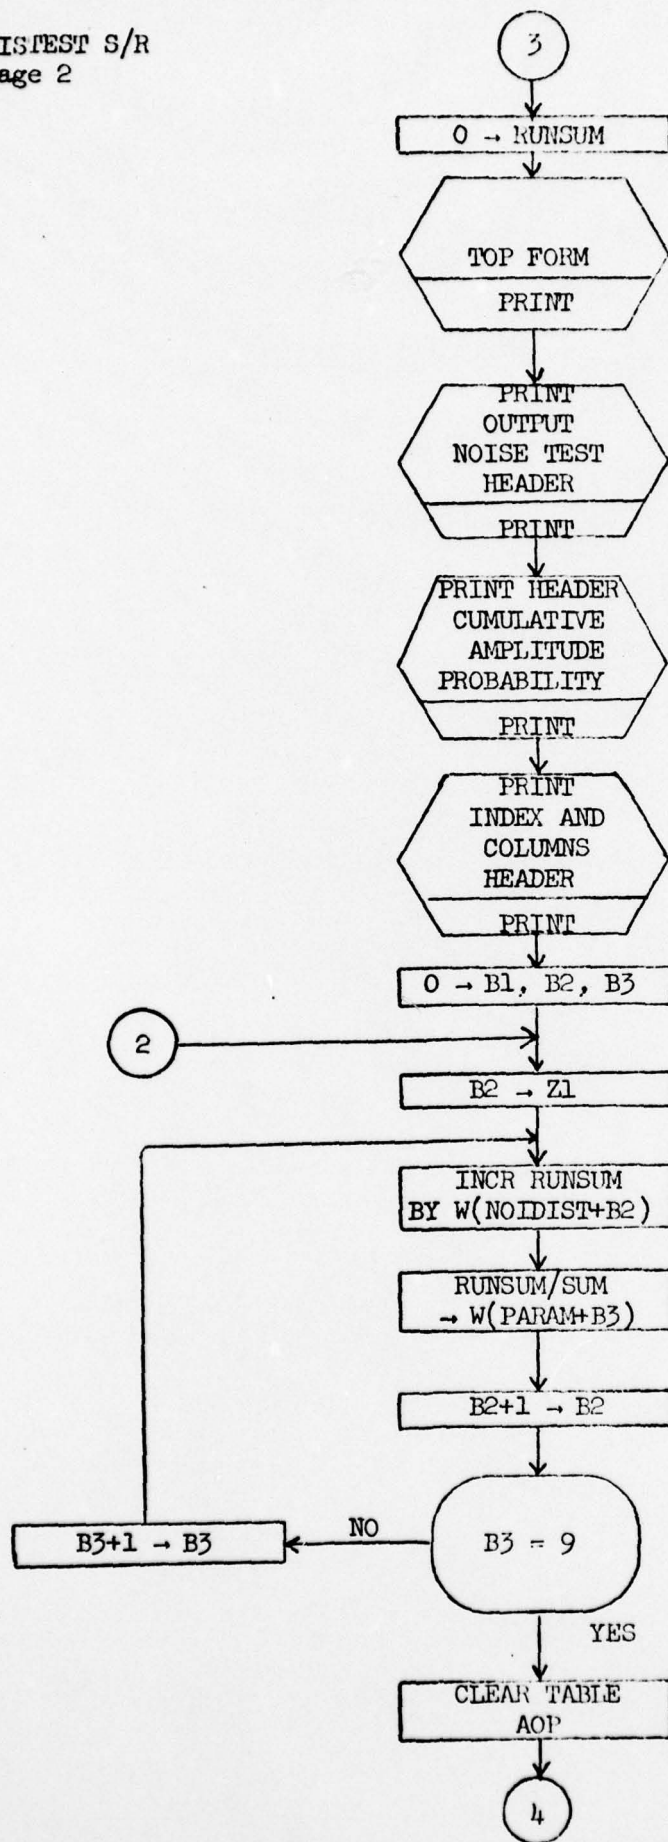 ISTEST S/R
age 2
3
0 → RUNSUM
TOP FORM
PRINT
PRINT
OUTPUT
NOISE TEST
HEADER
PRINT
PRINT HEADER
CUMULATIVE
AMPLITUDE
PROBABILITY
PRINT
PRINT
INDEX AND
COLUMNS
HEADER
PRINT
0 → B1, B2, B3
2
B2 → Z1
INCR RUNSUM
BY W(NOIDIST+B2)
RUNSUM/SUM
→ W(PARAM+B3)
B2+1 → B2
B3 = 9
NO
B3+1 → B3
YES
CLEAR TABLE
AOP
4